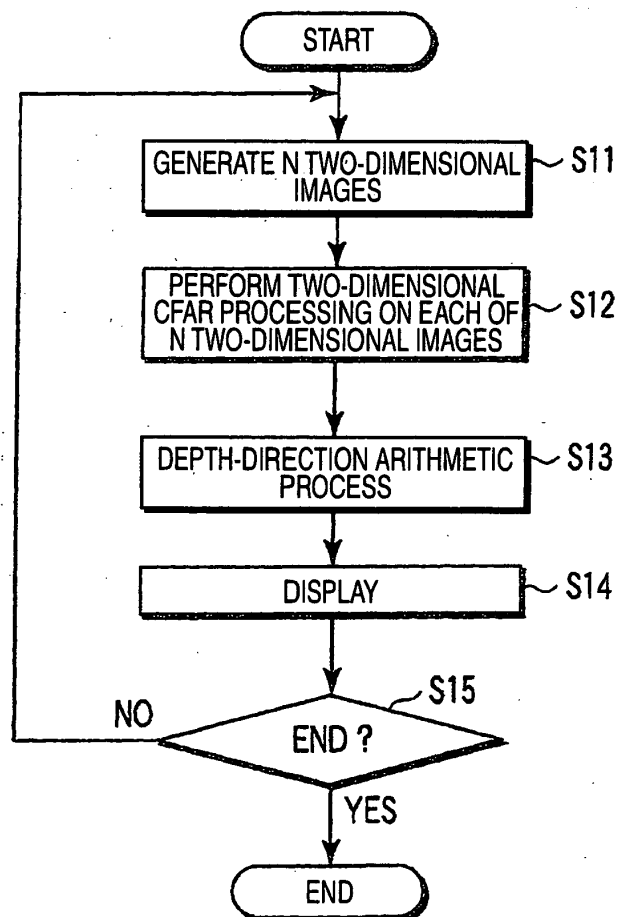 START
GENERATE N TWO-DIMENSIONAL
IMAGES
S11
PERFORM TWO-DIMENSIONAL
CFAR PROCESSING ON EACH OF
N TWO-DIMENSIONAL IMAGES
S12
DEPTH-DIRECTION ARITHMETIC
PROCESS
S13
DISPLAY
S14
S15
NO
END ?
YES
END